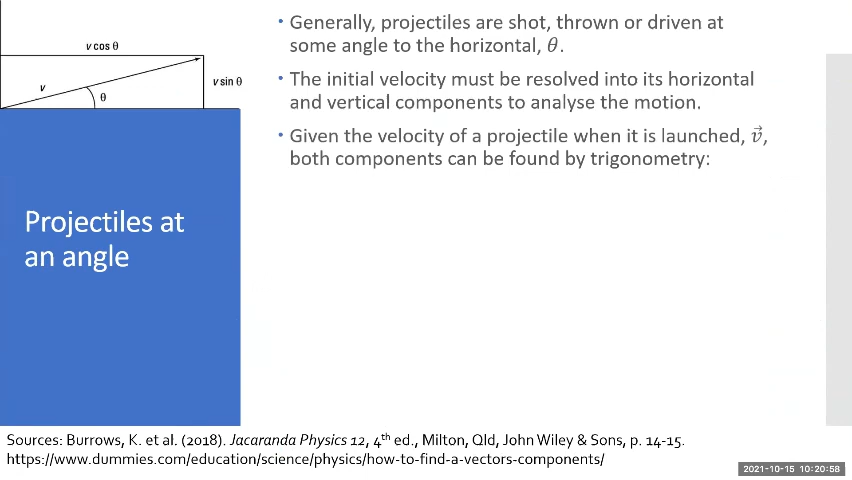 v cos θ
v
θ
v sin θ
Projectiles at
an angle
• Generally, projectiles are shot, thrown or driven at
some angle to the horizontal, θ.
• The initial velocity must be resolved into its horizontal
and vertical components to analyse the motion.
• Given the velocity of a projectile when it is launched, v⃗,
both components can be found by trigonometry:
Sources: Burrows, K. et al. (2018). Jacaranda Physics 12, 4th ed., Milton, Qld, John Wiley & Sons, p. 14-15.
https://www.dummies.com/education/science/physics/how-to-find-a-vectors-components/
2021-10-15 10:20:58